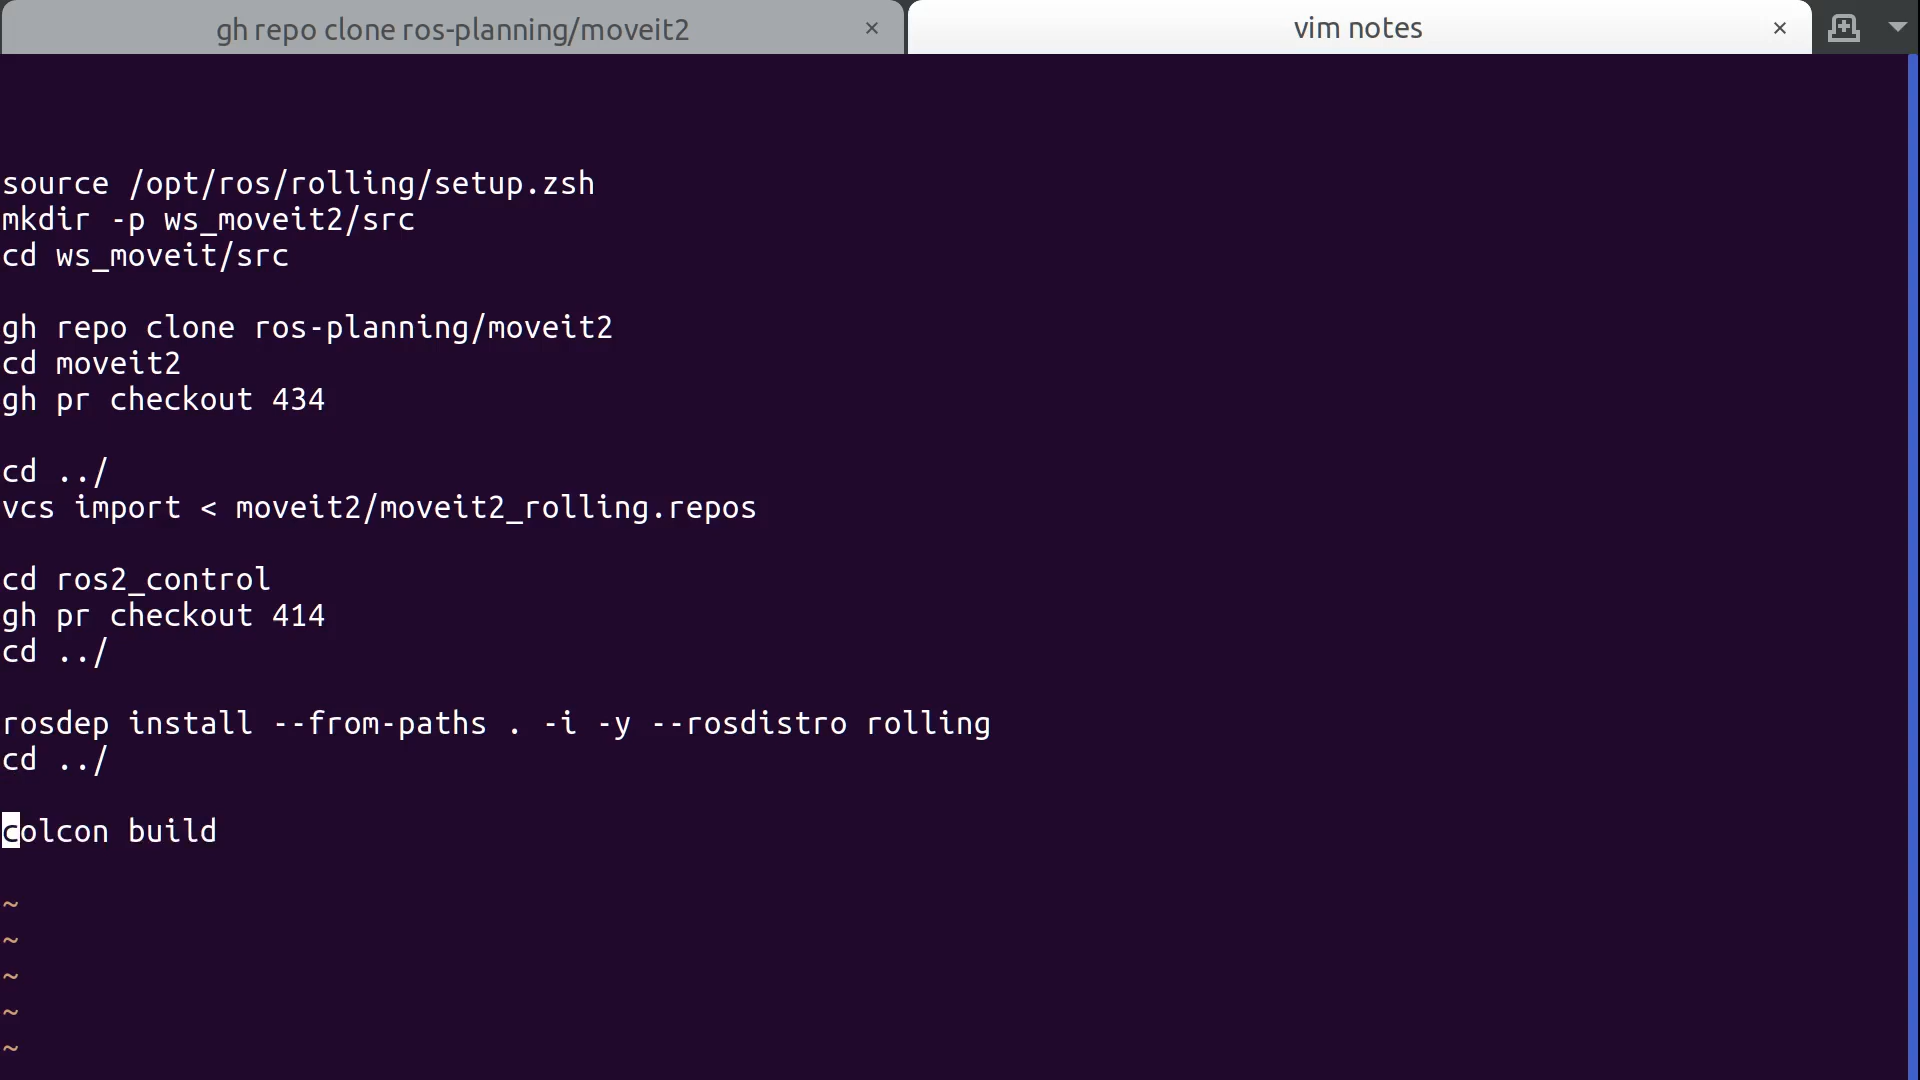 gh repo clone ros-planning/moveit2 ×
vim notes ×
source /opt/ros/rolling/setup.zsh
mkdir -p ws_moveit2/src
cd ws_moveit/src
gh repo clone ros-planning/moveit2
cd moveit2
gh pr checkout 434
cd ../
vcs import < moveit2/moveit2_rolling.repos
cd ros2_control
gh pr checkout 414
cd ../
rosdep install --from-paths . -i -y --rosdistro rolling
cd ../
colcon build
~
~
~
~
~